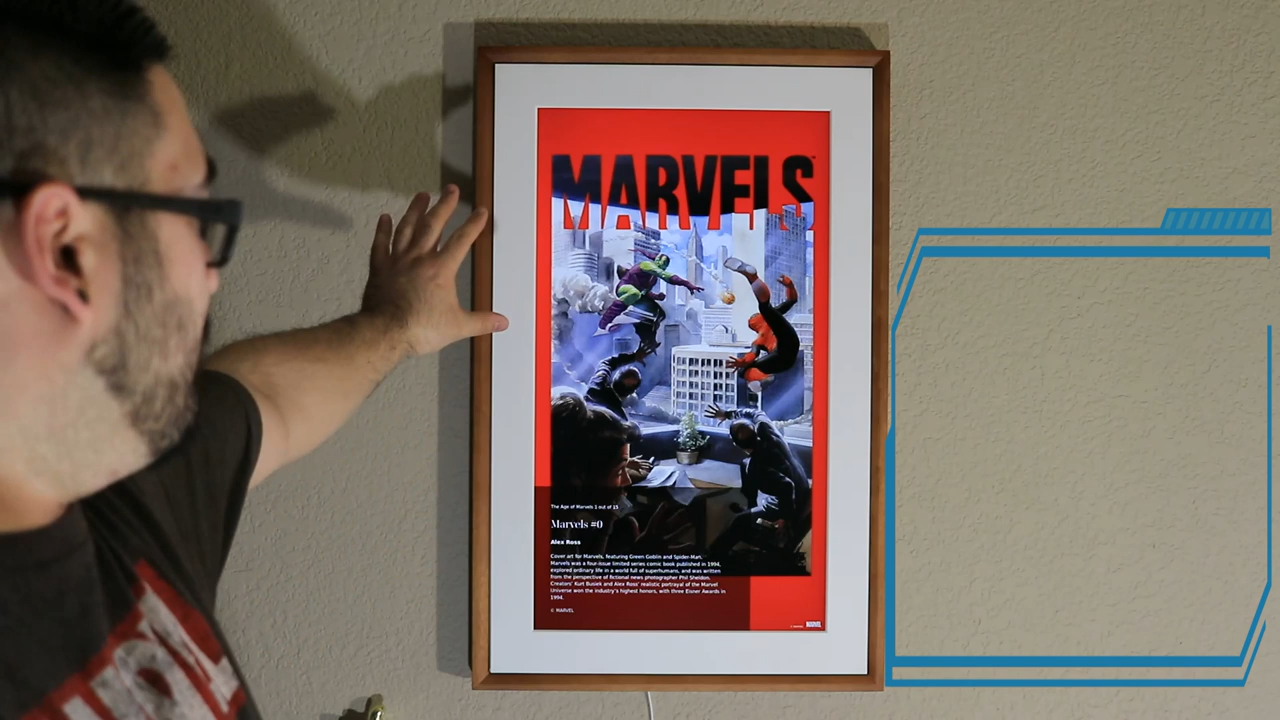 MARVELS
The Age of Marvels 1 out of 15
Marvels #0
Alex Ross
Cover art for Marvels, featuring Green Goblin and Spider-Man.
Marvels was a four-issue limited series comic book published in 1994,
explored ordinary life in a world full of superhumans, and was written
from the perspective of fictional news photographer Phil Sheldon.
Creators' Kurt Busiek and Alex Ross' realistic portrayal of the Marvel
Universe won the industry's highest honors, with three Eisner Awards in
1994.
© MARVEL
MARVEL